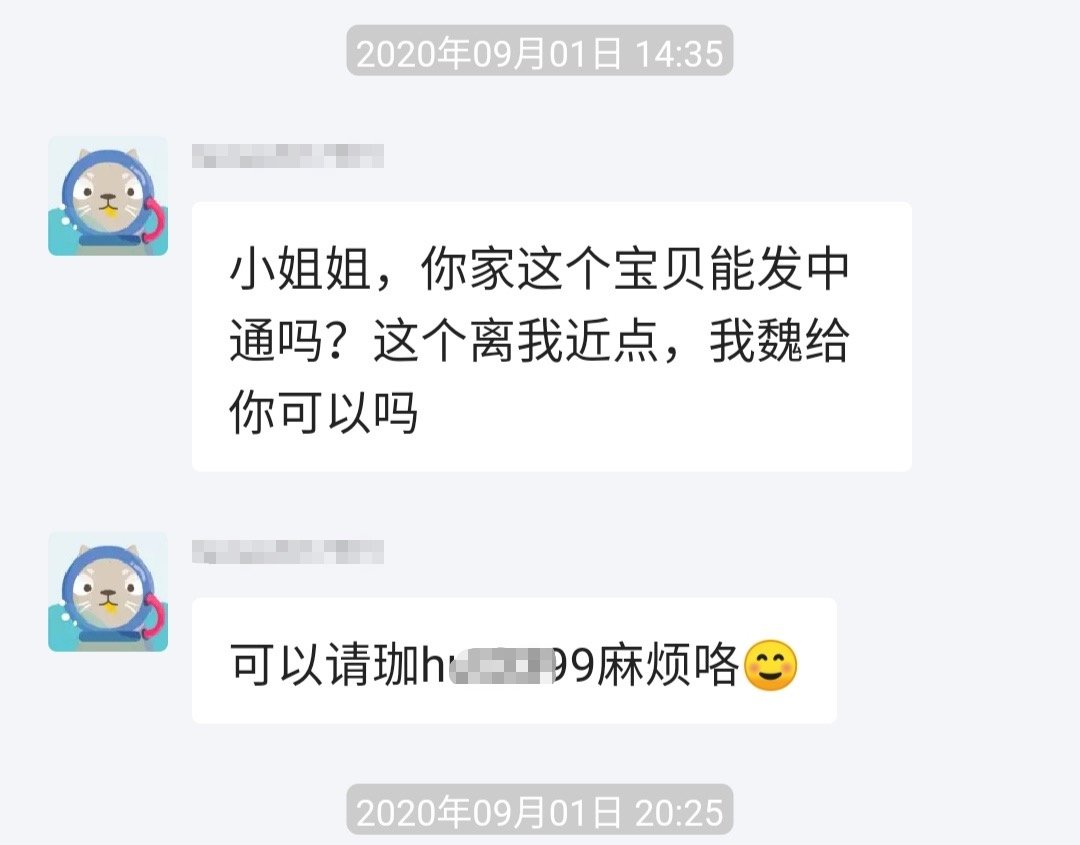 2020年09月01日 14:35
小姐姐，你家这个宝贝能发中
通吗？这个离我近点，我魏给
你可以吗
可以请珈h 99麻烦咯😊
2020年09月01日 20:25